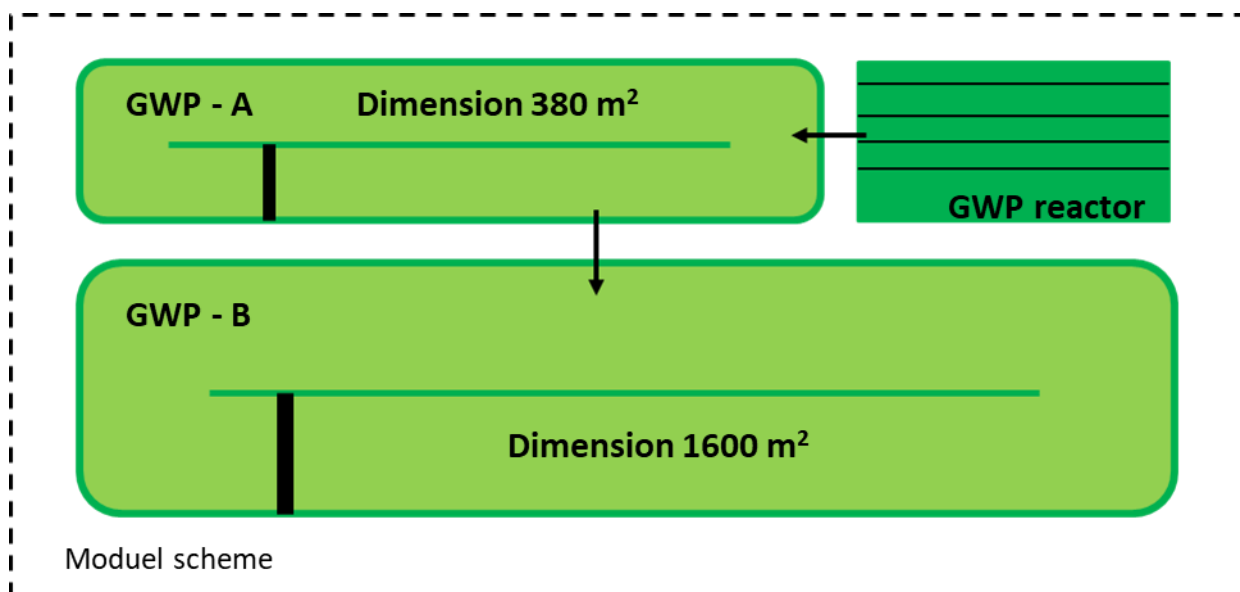 GWP - A
Dimension 380 m²
GWP reactor
GWP - B
Dimension 1600 m²
Moduel scheme